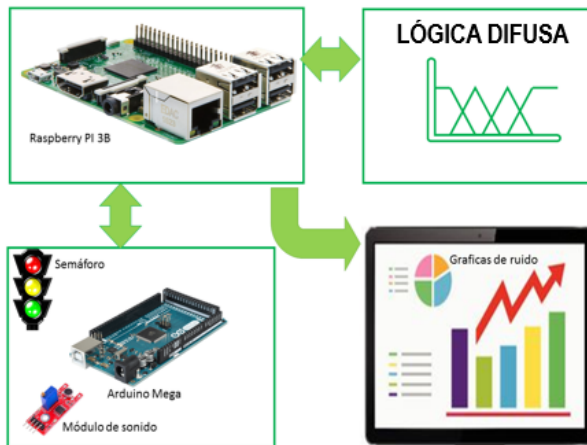 LÓGICA DIFUSA
Raspberry PI 3B
Semáforo
Arduino Mega
Módulo de sonido
Graficas de ruido